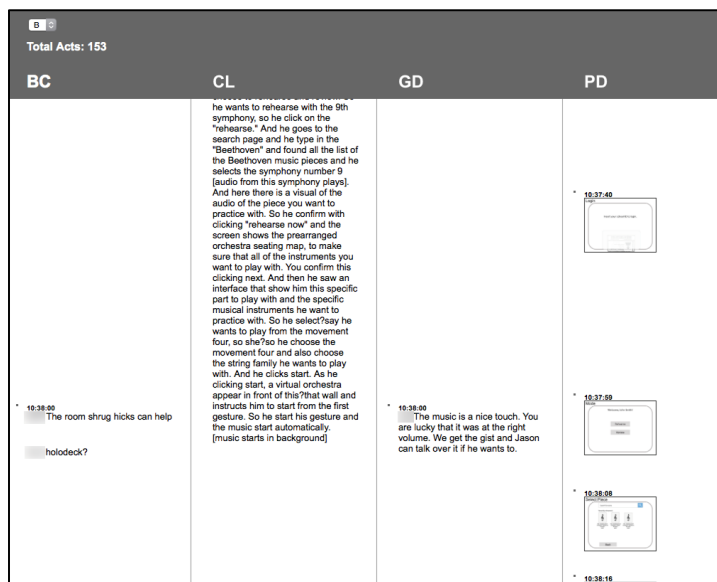 B
Total Acts: 153
BC
CL
GD
PD
he wants to rehearse with the 9th
symphony, so he click on the
"rehearse." And he goes to the
search page and he type in the
"Beethoven" and found all the list of
the Beethoven music pieces and he
selects the symphony number 9
[audio from this symphony plays].
And here there is a visual of the
audio of the piece you want to
practice with. So he confirm with
clicking "rehearse now" and the
screen shows the prearranged
orchestra seating map, to make
sure that all of the instruments you
want to play with. You confirm this
clicking next. And then he saw an
interface that show him this specific
part to play with and the specific
musical instruments he want to
practice with. So he select?say he
wants to play from the movement
four, so she?so he choose the
movement four and also choose
the string family he wants to play
with. And he clicks start. As he
clicking start, a virtual orchestra
appear in front of this?that wall and
instructs him to start from the first
gesture. So he start his gesture and
the music start automatically.
[music starts in background]
10:38:00
The room shrug hicks can help
holodeck?
10:38:00
The music is a nice touch. You
are lucky that it was at the right
volume. We get the gist and Jason
can talk over it if he wants to.
10:37:40
Login
10:37:59
10:38:08
Select Piece
10:38:16